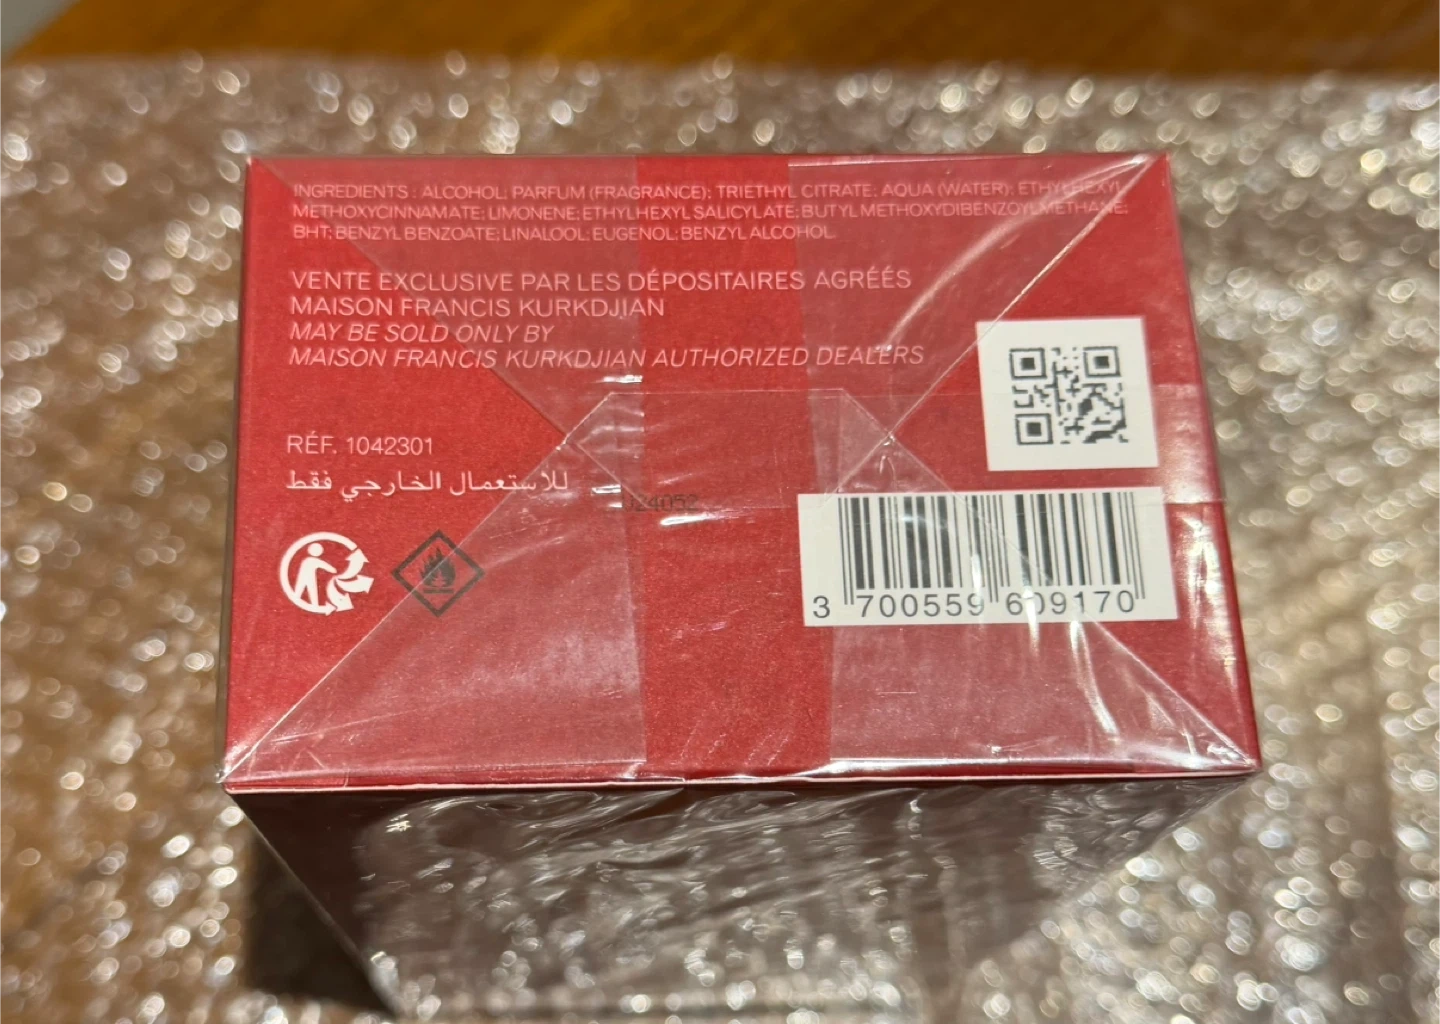 INGREDIENTS : ALCOHOL; PARFUM (FRAGRANCE); TRIETHYL CITRATE; AQUA (WATER); ETHYLHEXYL
METHOXYCINNAMATE; LIMONENE; ETHYLHEXYL SALICYLATE; BUTYL METHOXYDIBENZOYLMETHANE;
BHT; BENZYL BENZOATE; LINALOOL; EUGENOL; BENZYL ALCOHOL.
VENTE EXCLUSIVE PAR LES DÉPOSITAIRES AGRÉÉS
MAISON FRANCIS KURKDJIAN
MAY BE SOLD ONLY BY
MAISON FRANCIS KURKDJIAN AUTHORIZED DEALERS
RÉF. 1042301
للاستعمال الخارجي فقط
3 700559 609170